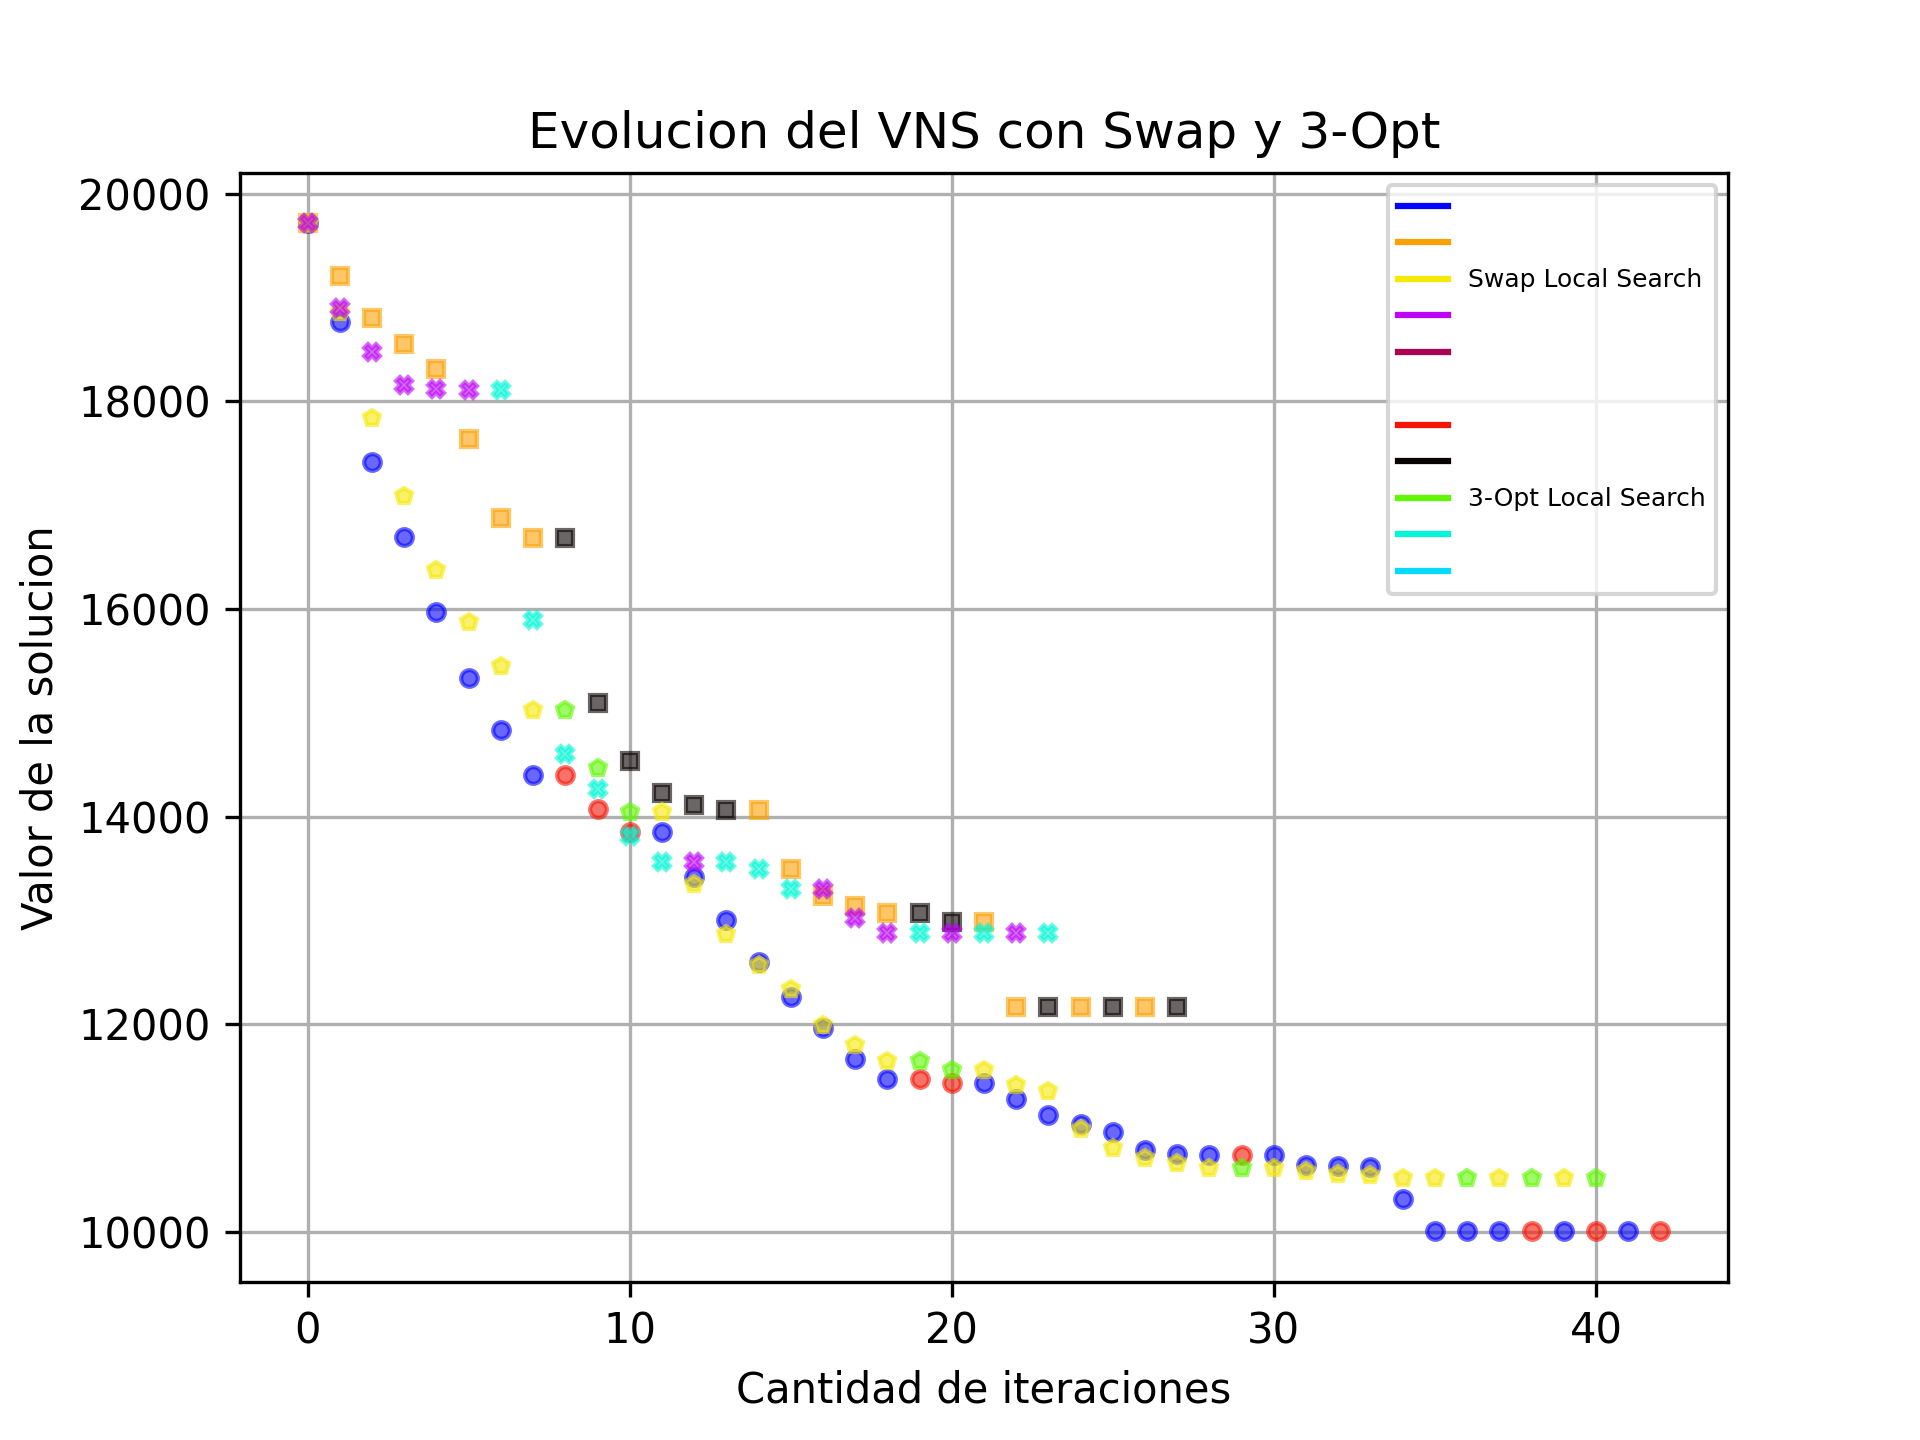 Evolucion del VNS con Swap y 3-Opt
20000
18000
16000
14000
12000
10000
Valor de la solucion
Swap Local Search
3-Opt Local Search
0 10 20 30 40
Cantidad de iteraciones